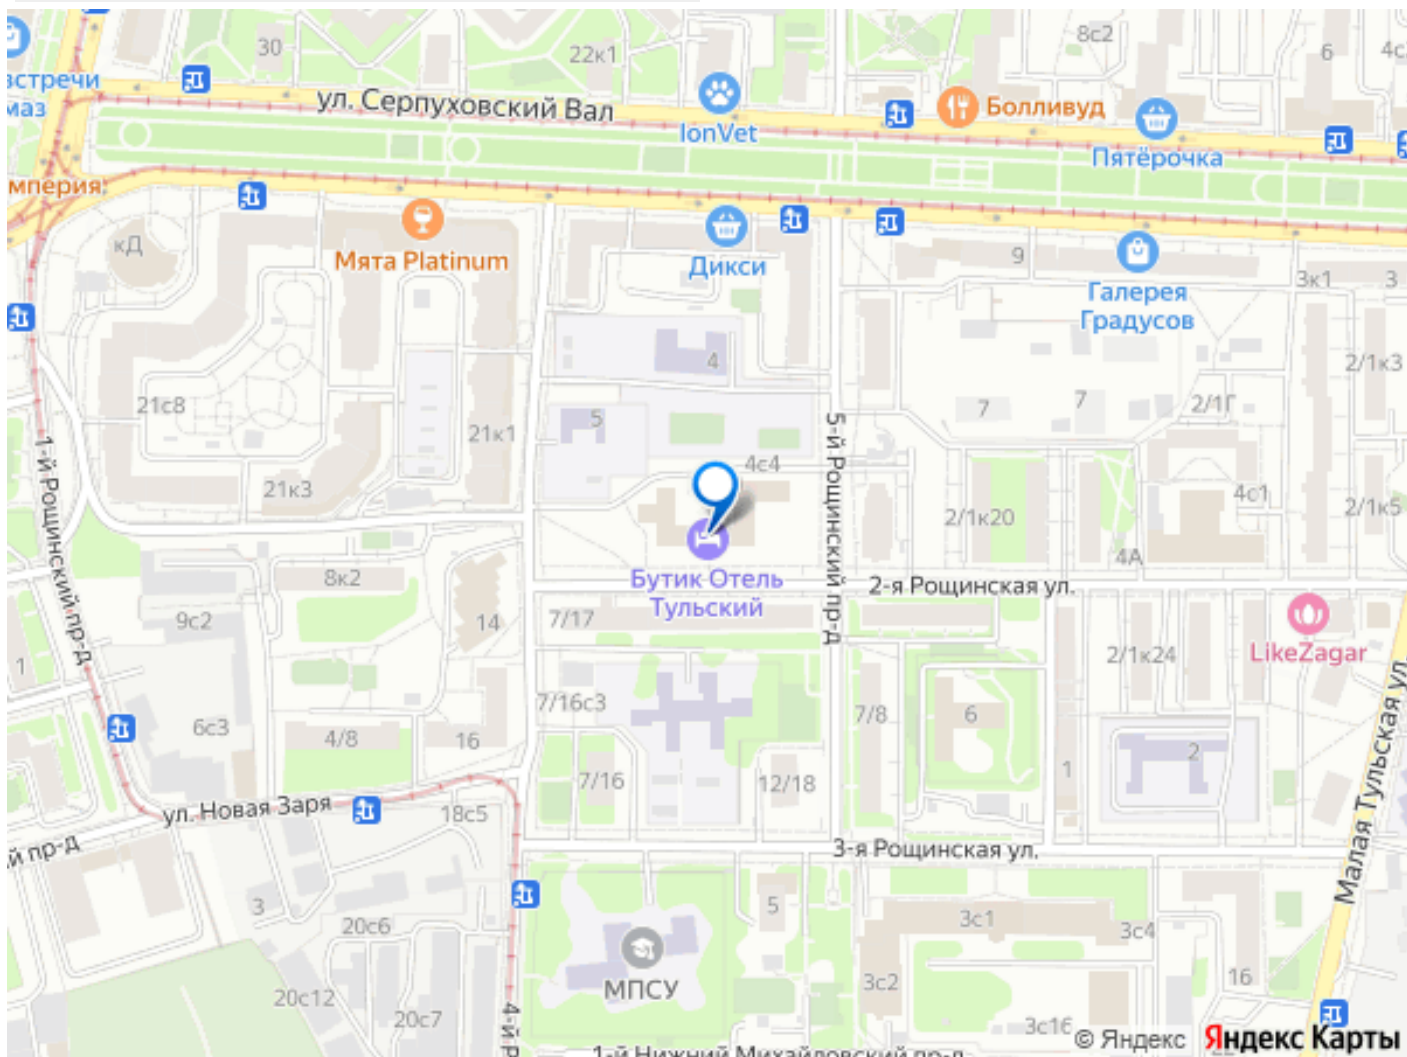 30
22к1
8с2
6
4с
встречи
маз
ул. Серпуховский Вал
IonVet
Болливуд
Пятёрочка
мперия
кД
Мята Platinum
Дикси
9
Галерея
Градусов
3к1
3
4
2/1к3
21с8
5
21к1
7
7
2/1Г
1-й Рощинский пр-д
5-й Рощинский пр-д
4с4
21к3
2/1к20
4с1
2/1к5
4А
8к2
Бутик Отель
Тульский
2-я Рощинская ул.
9с2
14
7/17
LikeZagar
1
2/1к24
7/16с3
7/8
6
6с3
4/8
16
2
7/16
12/18
1
Малая Тульская ул.
ул. Новая Заря
18с5
й пр-д
3-я Рощинская ул.
3
5
3с1
3с4
20с6
МПСУ
3с2
16
20с12
20с7
4-й Р
3с16
© Яндекс
Яндекс Карты
1-й Нижний Михайловский пр-д